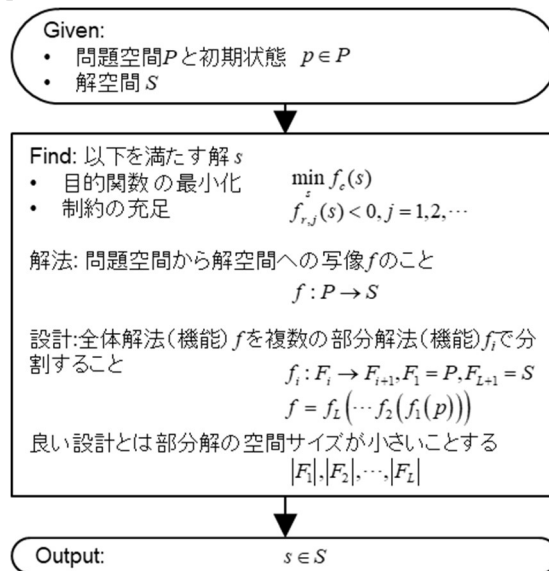 Given:
• 問題空間Pと初期状態 p ∈ P
• 解空間 S
Find: 以下を満たす解 s
• 目的関数の最小化 min_s f_c(s)
• 制約の充足 f_{r,j}(s) < 0, j = 1,2,⋯
解法: 問題空間から解空間への写像fのこと
f : P → S
設計:全体解法(機能) fを複数の部分解法(機能)f_iで分
割すること
f_i : F_i → F_{i+1}, F_1 = P, F_{L+1} = S
f = f_L(⋯f_2(f_1(p)))
良い設計とは部分解の空間サイズが小さいことする
|F_1|,|F_2|,⋯,|F_L|
Output: s ∈ S